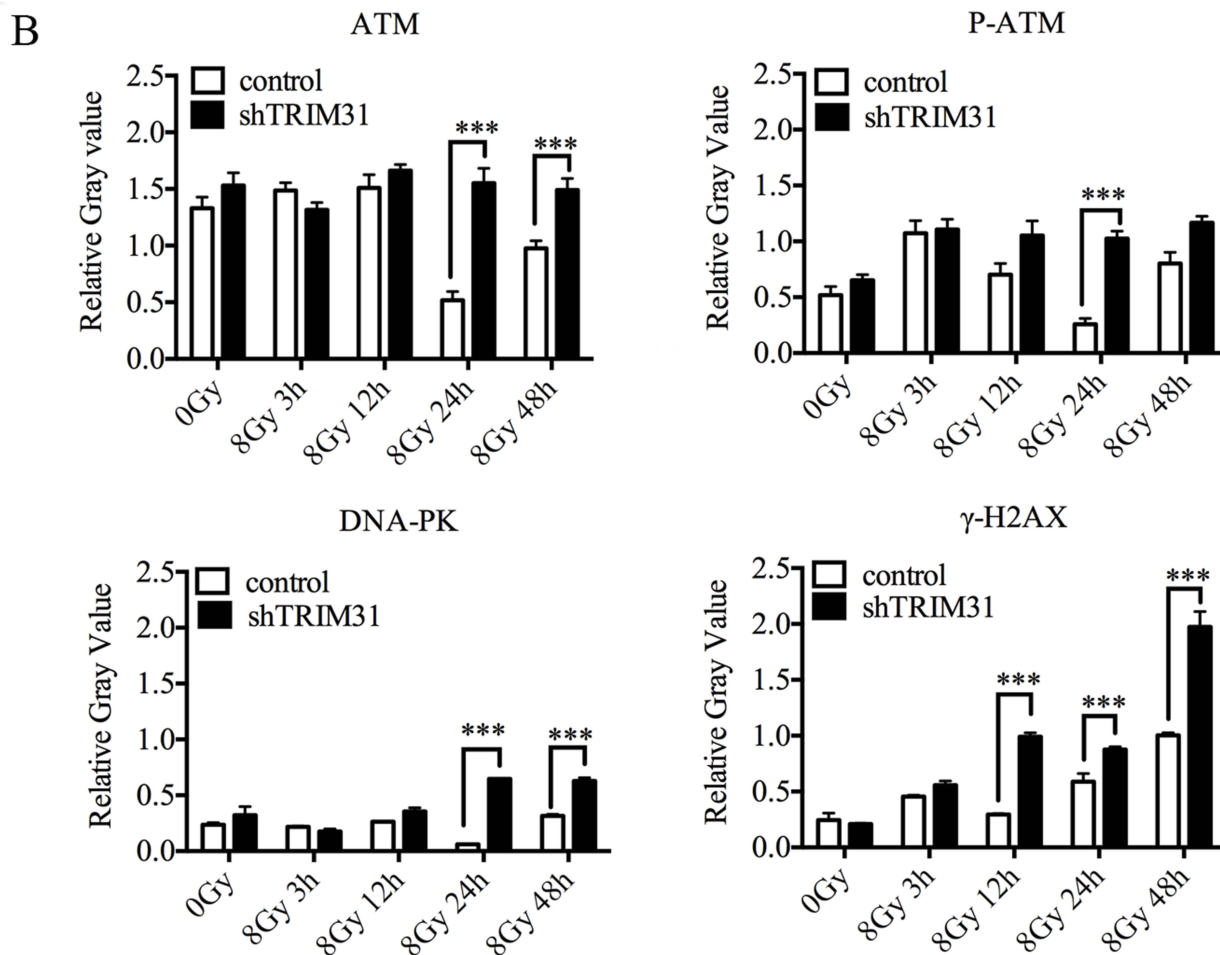 B
ATM
Relative Gray value
2.5
2.0
1.5
1.0
0.5
0.0
control
shTRIM31
***
***
0Gy
8Gy 3h
8Gy 12h
8Gy 24h
8Gy 48h
P-ATM
Relative Gray Value
2.5
2.0
1.5
1.0
0.5
0.0
control
shTRIM31
***
0Gy
8Gy 3h
8Gy 12h
8Gy 24h
8Gy 48h
DNA-PK
Relative Gray Value
2.5
2.0
1.5
1.0
0.5
0.0
control
shTRIM31
***
***
0Gy
8Gy 3h
8Gy 12h
8Gy 24h
8Gy 48h
γ-H2AX
Relative Gray Value
2.5
2.0
1.5
1.0
0.5
0.0
control
shTRIM31
***
***
***
0Gy
8Gy 3h
8Gy 12h
8Gy 24h
8Gy 48h